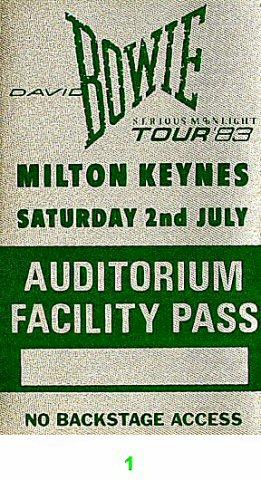 DAVID BOWIE
SERIOUS MOONLIGHT
TOUR '83
MILTON KEYNES
SATURDAY 2nd JULY
AUDITORIUM
FACILITY PASS
NO BACKSTAGE ACCESS
1